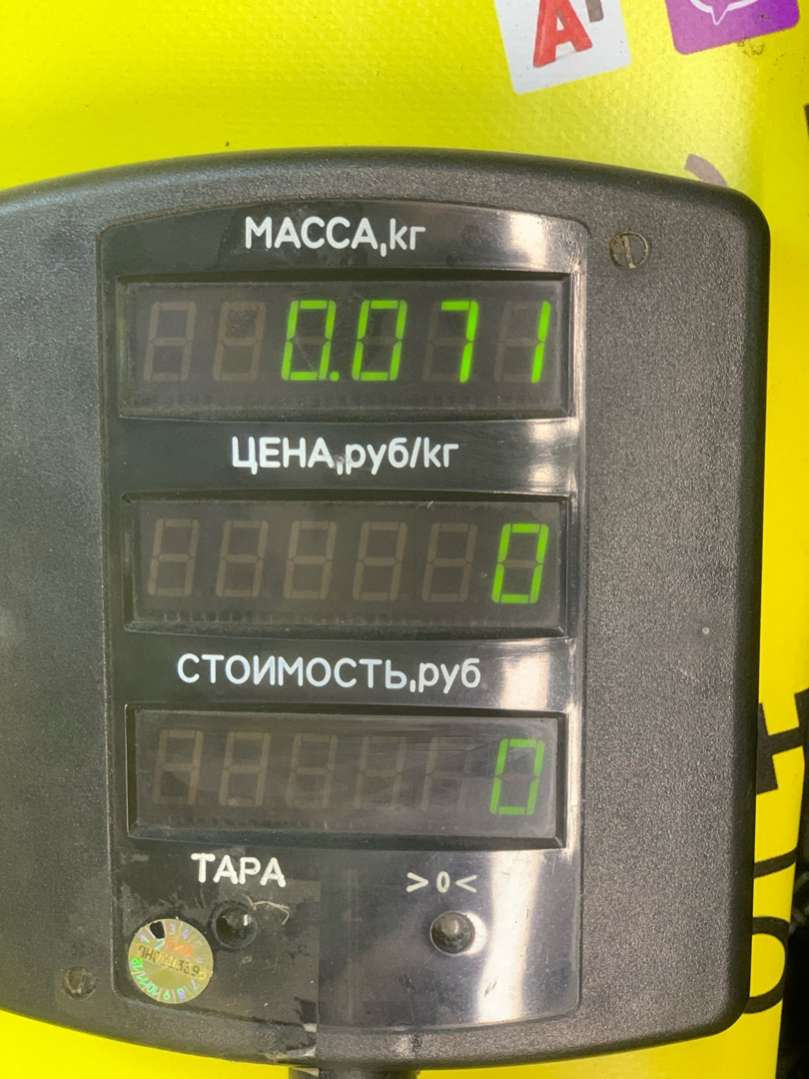 МАССА,кг
0.071
ЦЕНА,руб/кг
0
СТОИМОСТЬ,руб
0
ТАРА >0<